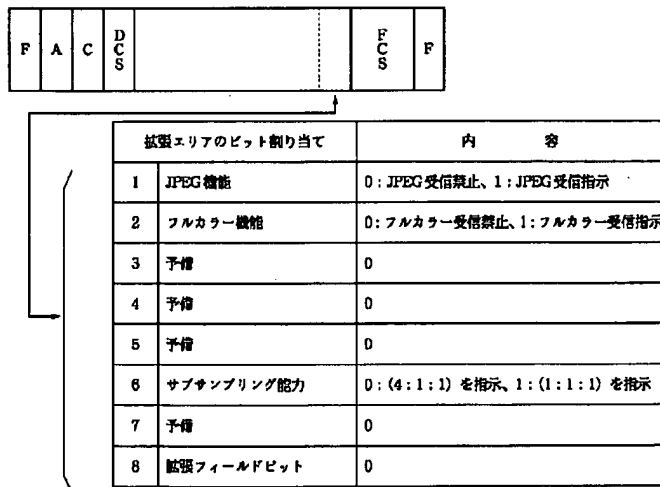 F A C DCS FCS F
拡張エリアのビット割り当て 内 容
1 JPEG機能 0:JPEG受信禁止、1:JPEG受信指示
2 フルカラー機能 0:フルカラー受信禁止、1:フルカラー受信指示
3 予備 0
4 予備 0
5 予備 0
6 サブサンプリング能力 0:(4:1:1)を指示、1:(1:1:1)を指示
7 予備 0
8 拡張フィールドビット 0